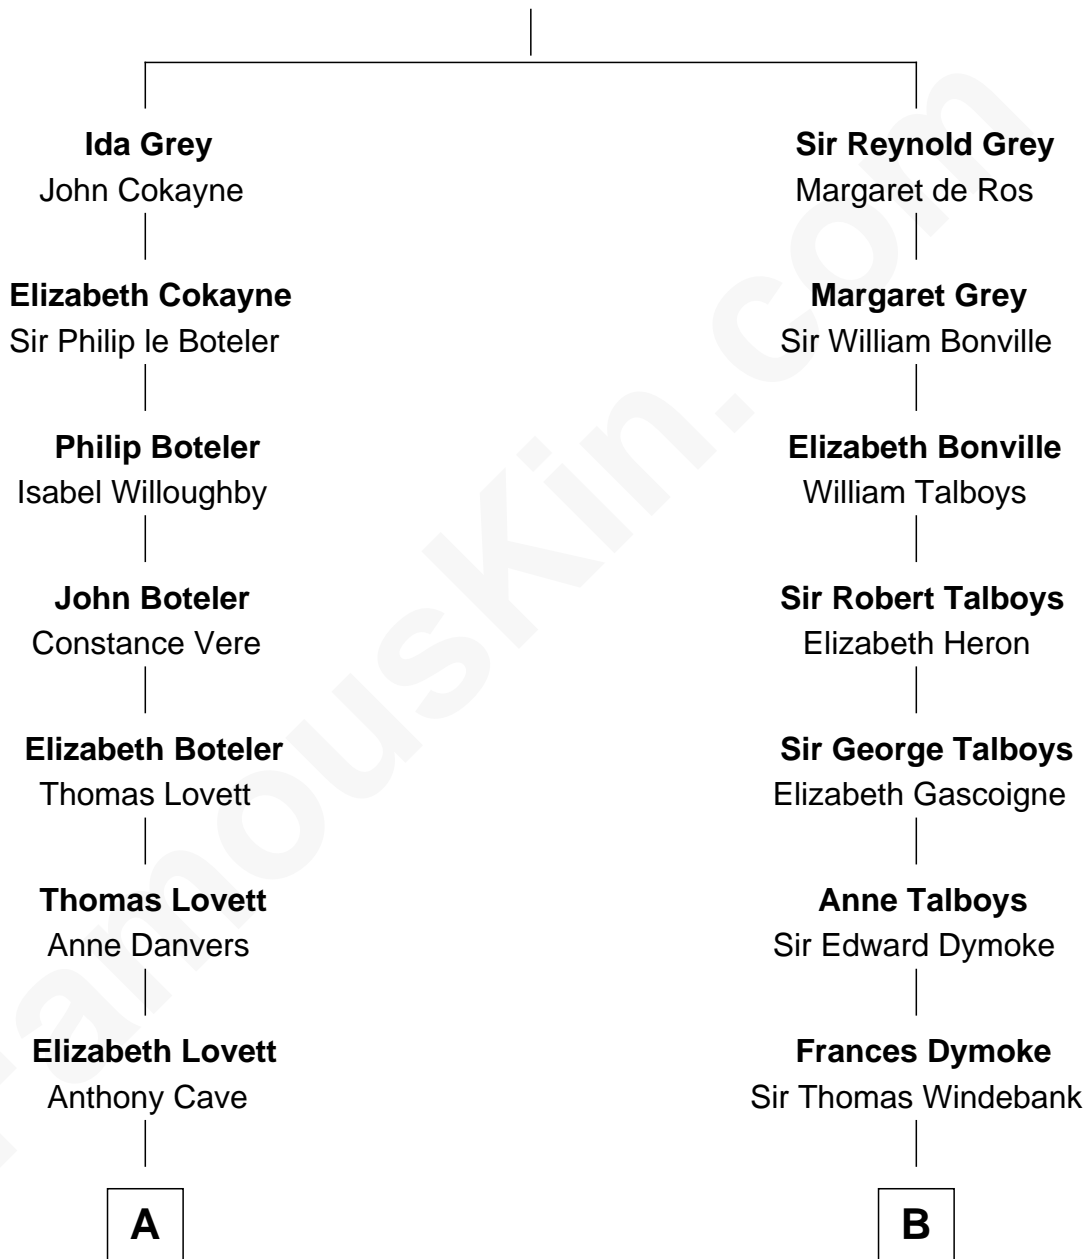 Ida Grey
John Cokayne
Elizabeth Cokayne
Sir Philip le Boteler
Philip Boteler
Isabel Willoughby
John Boteler
Constance Vere
Elizabeth Boteler
Thomas Lovett
Thomas Lovett
Anne Danvers
Elizabeth Lovett
Anthony Cave
A
Sir Reynold Grey
Margaret de Ros
Margaret Grey
Sir William Bonville
Elizabeth Bonville
William Talboys
Sir Robert Talboys
Elizabeth Heron
Sir George Talboys
Elizabeth Gascoigne
Anne Talboys
Sir Edward Dymoke
Frances Dymoke
Sir Thomas Windebank
B
FamousKin.com